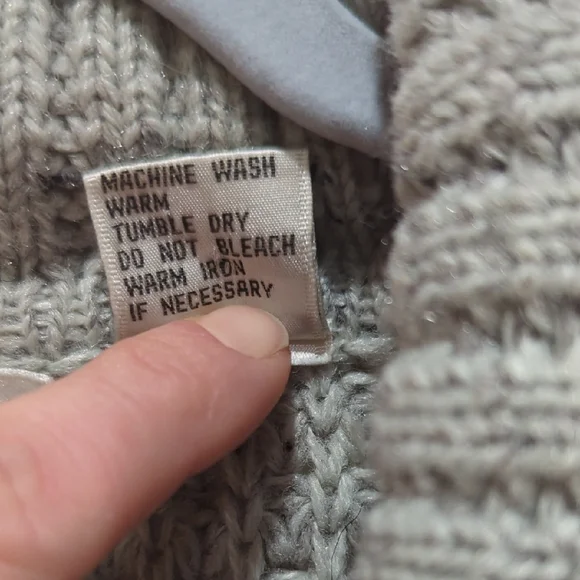 MACHINE WASH
WARM
TUMBLE DRY
DO NOT BLEACH
WARM IRON
IF NECESSARY